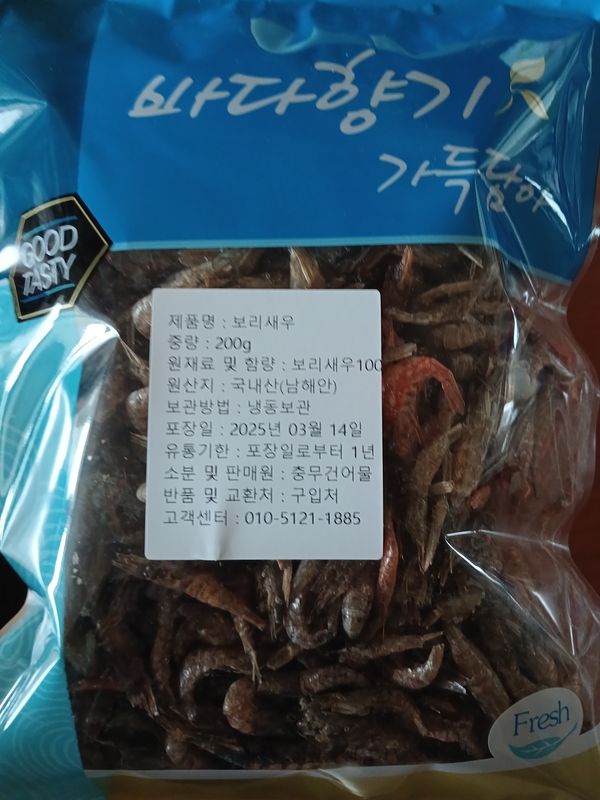 바다향기
가득담아
GOOD
TASTY
제품명 : 보리새우
중량 : 200g
원재료 및 함량 : 보리새우100
원산지 : 국내산(남해안)
보관방법 : 냉동보관
포장일 : 2025년 03월 14일
유통기한 : 포장일로부터 1년
소분 및 판매원 : 충무건어물
반품 및 교환처 : 구입처
고객센터 : 010-5121-1885
Fresh